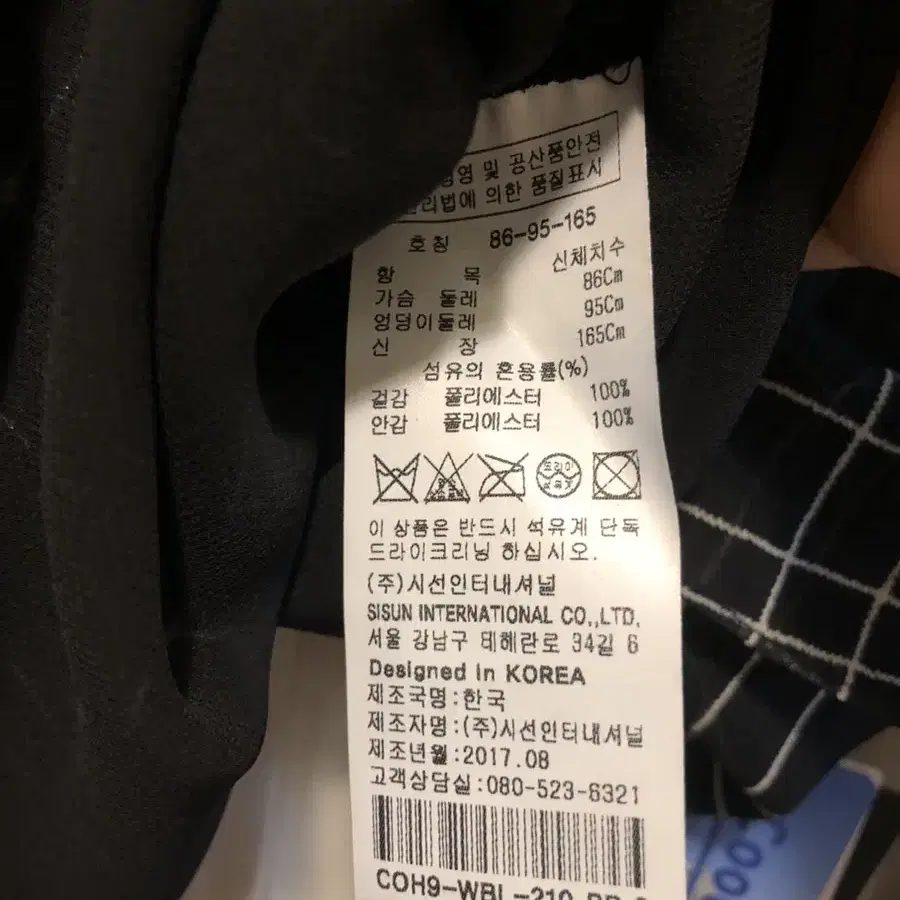 및 공산품안전
리법에 의한 품질표시
호칭 86-95-165
항 목 신체치수
가슴 둘레 86Cm
엉덩이둘레 95Cm
신 장 165Cm
섬유의 혼용률(%)
겉감 폴리에스터 100%
안감 폴리에스터 100%
드라이
이 상품은 반드시 석유계 단독
드라이크리닝 하십시오.
(주)시선인터내셔널
SISUN INTERNATIONAL CO.,LTD.
서울 강남구 테헤란로 34길 6
Designed in KOREA
제조국명:한국
제조자명:(주)시선인터내셔널
제조년월:2017.08
고객상담실:080-523-6321
COH9-WBL-210